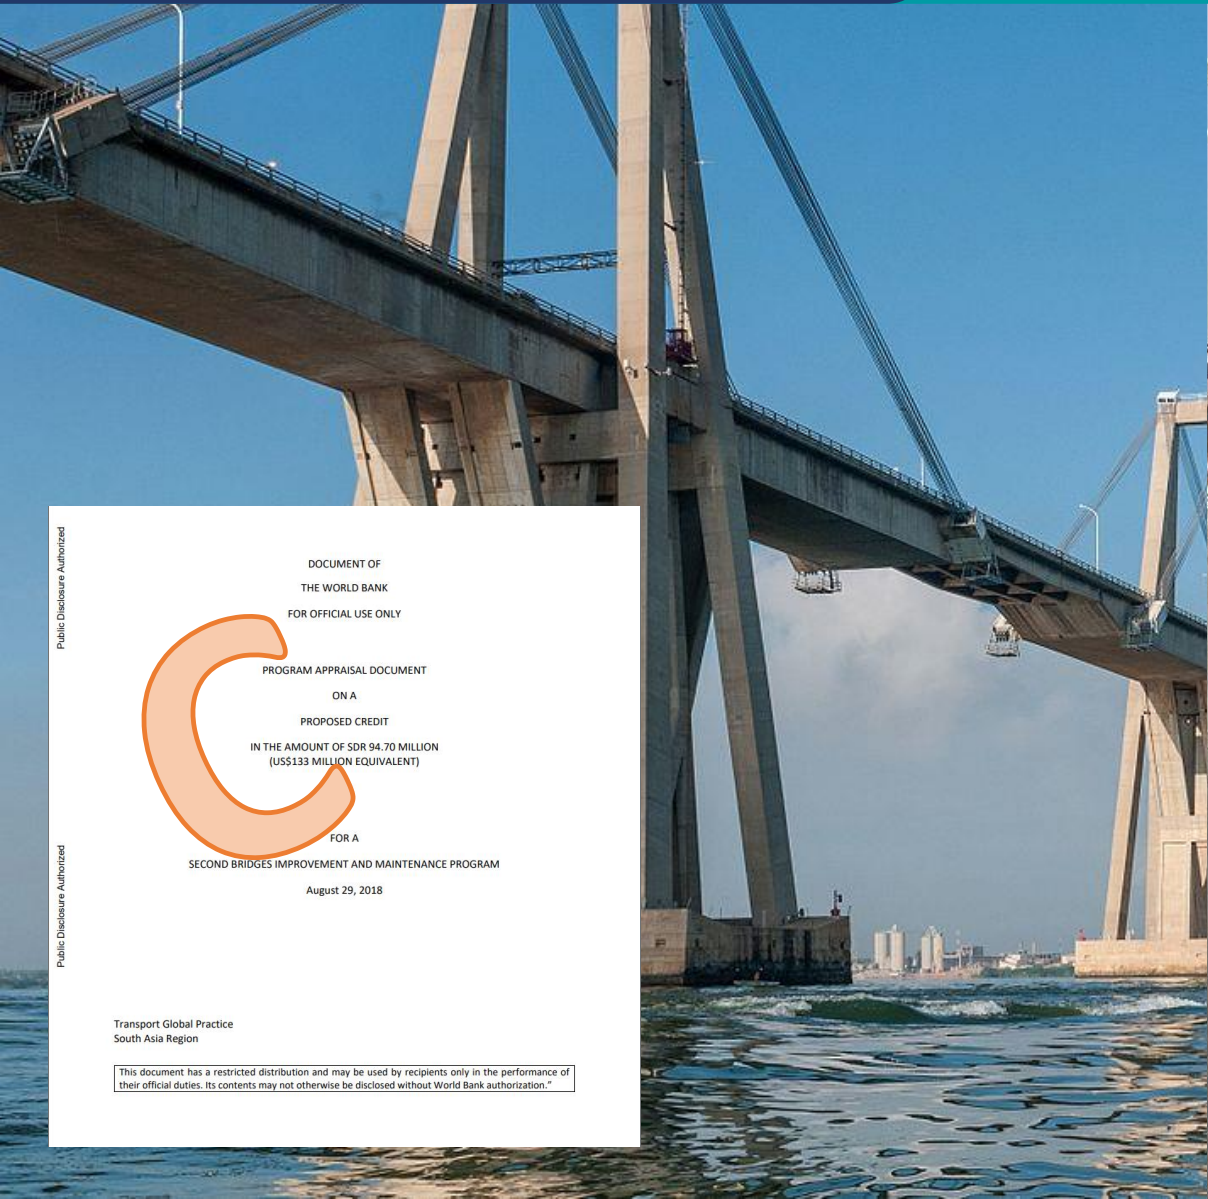 Public Disclosure Authorized
Public Disclosure Authorized
DOCUMENT OF
THE WORLD BANK
FOR OFFICIAL USE ONLY
C
PROGRAM APPRAISAL DOCUMENT
ON A
PROPOSED CREDIT
IN THE AMOUNT OF SDR 94.70 MILLION
(US$133 MILLION EQUIVALENT)
FOR A
SECOND BRIDGES IMPROVEMENT AND MAINTENANCE PROGRAM
August 29, 2018
Transport Global Practice
South Asia Region
This document has a restricted distribution and may be used by recipients only in the performance of
their official duties. Its contents may not otherwise be disclosed without World Bank authorization.”